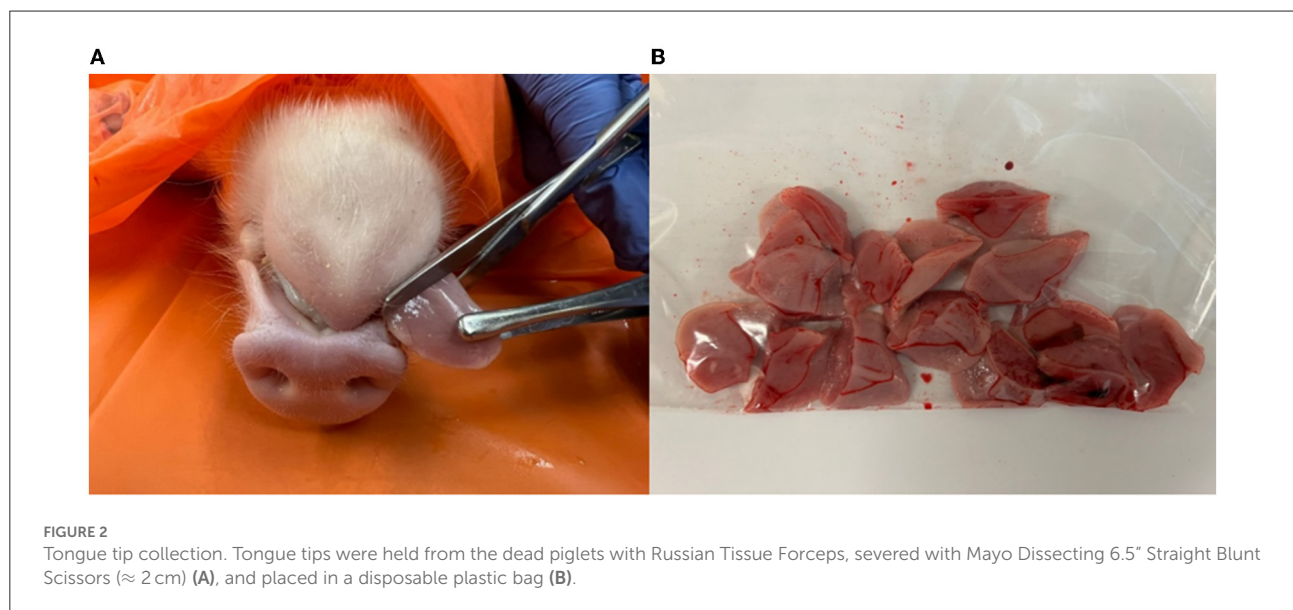 A
B
FIGURE 2
Tongue tip collection. Tongue tips were held from the dead piglets with Russian Tissue Forceps, severed with Mayo Dissecting 6.5” Straight Blunt
Scissors (≈ 2 cm) (A), and placed in a disposable plastic bag (B).